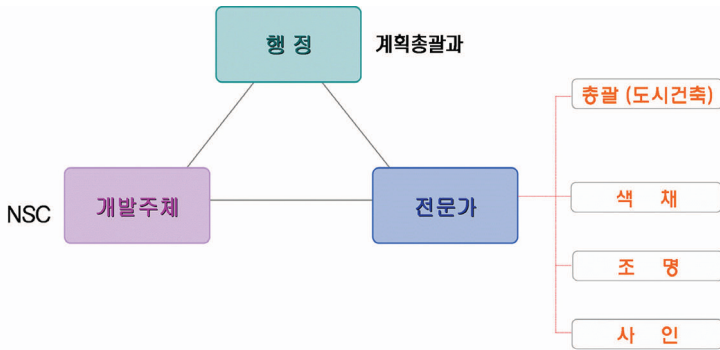 행 정
계획총괄과
총괄 (도시건축)
NSC
개발주체
전문가
색 채
조 명
사 인